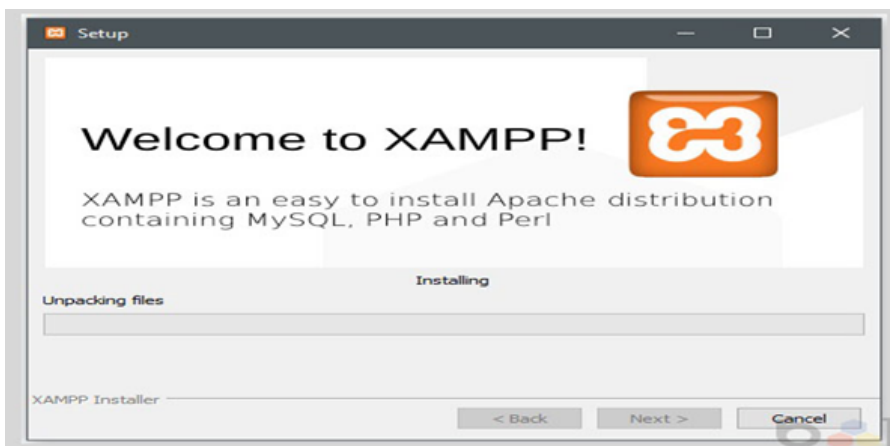 Setup
Welcome to XAMPP!
XAMPP is an easy to install Apache distribution
containing MySQL, PHP and Perl
Installing
Unpacking files
XAMPP Installer
< Back
Next >
Cancel